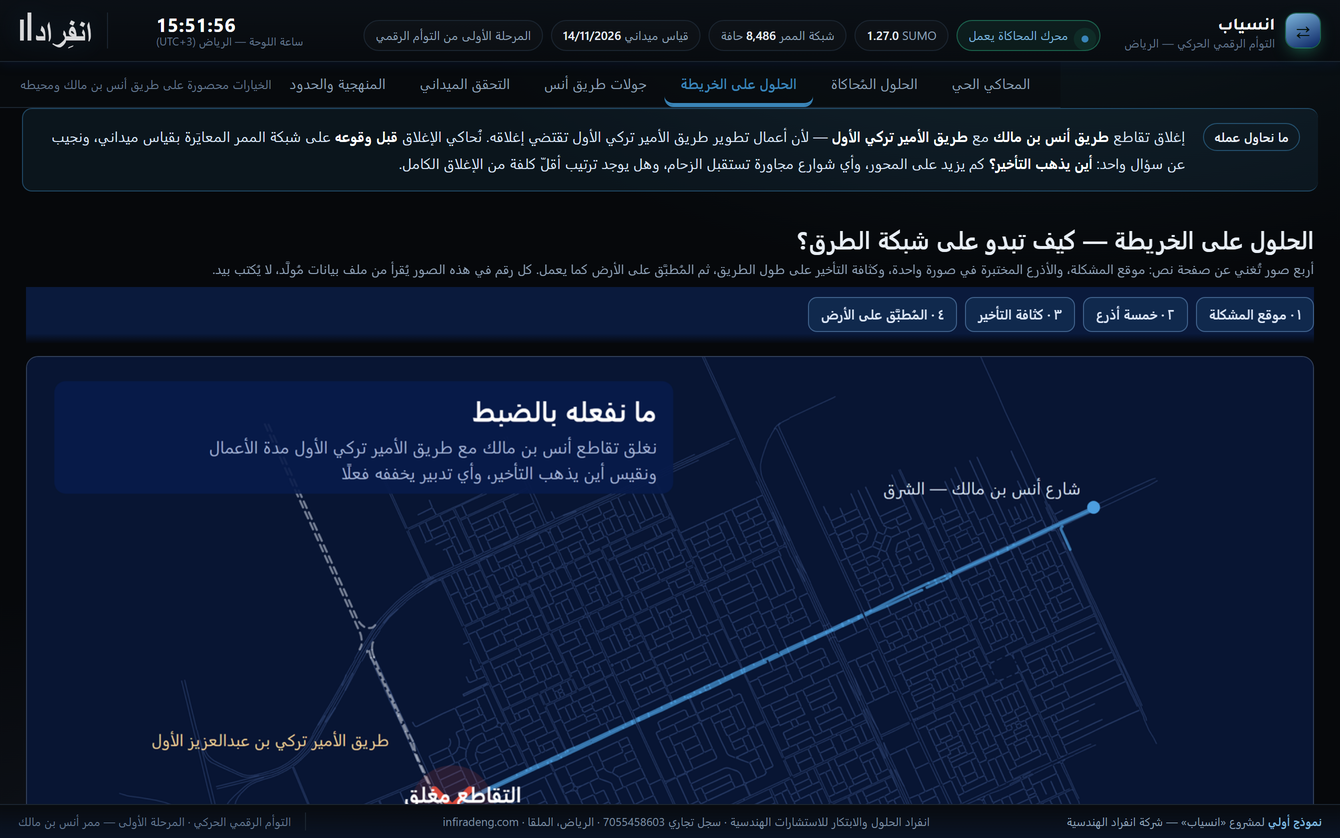 انسياب
التوأم الرقمي الحركي — الرياض
محرك المحاكاة يعمل
SUMO 1.27.0
شبكة الممر 8,486 حافة
قياس ميداني 14/11/2026
المرحلة الأولى من التوأم الرقمي
15:51:56
ساعة اللوحة — الرياض (UTC+3)
انفِراد
المحاكي الحي
الحلول المُحاكاة
الحلول على الخريطة
جولات طريق أنس
التحقق الميداني
المنهجية والحدود
الخيارات محصورة على طريق أنس بن مالك ومحيطه
ما نحاول عمله
إغلاق تقاطع طريق أنس بن مالك مع طريق الأمير تركي الأول — لأن أعمال تطوير طريق الأمير تركي الأول تقتضي إغلاقه. نُحاكي الإغلاق قبل وقوعه على شبكة الممر المعايَرة بقياس ميداني، ونجيب
عن سؤال واحد: أين يذهب التأخير؟ كم يزيد على المحور، وأي شوارع مجاورة تستقبل الزحام، وهل يوجد ترتيب أقلّ كلفة من الإغلاق الكامل.
الحلول على الخريطة — كيف تبدو على شبكة الطرق؟
أربع صور تُغني عن صفحة نص: موقع المشكلة، والأذرع المختبرة في صورة واحدة، وكثافة التأخير على طول الطريق، ثم المُطبَّق على الأرض كما يعمل. كل رقم في هذه الصور يُقرأ من ملف بيانات مُولَّد، لا يُكتب بيد.
٠١ موقع المشكلة
٠٢ خمسة أذرع
٠٣ كثافة التأخير
٠٤ المُطبَّق على الأرض
ما نفعله بالضبط
نغلق تقاطع أنس بن مالك مع طريق الأمير تركي الأول مدة الأعمال
ونقيس أين يذهب التأخير، وأي تدبير يخففه فعلًا
شارع أنس بن مالك — الشرق
طريق الأمير تركي بن عبدالعزيز الأول
التقاطع مغلق
نموذج أولي لمشروع «انسياب» — شركة انفراد الهندسية
انفراد الحلول والابتكار للاستشارات الهندسية · سجل تجاري 7055458603 · الرياض، الملقا · infiradeng.com
التوأم الرقمي الحركي · المرحلة الأولى — ممر أنس بن مالك